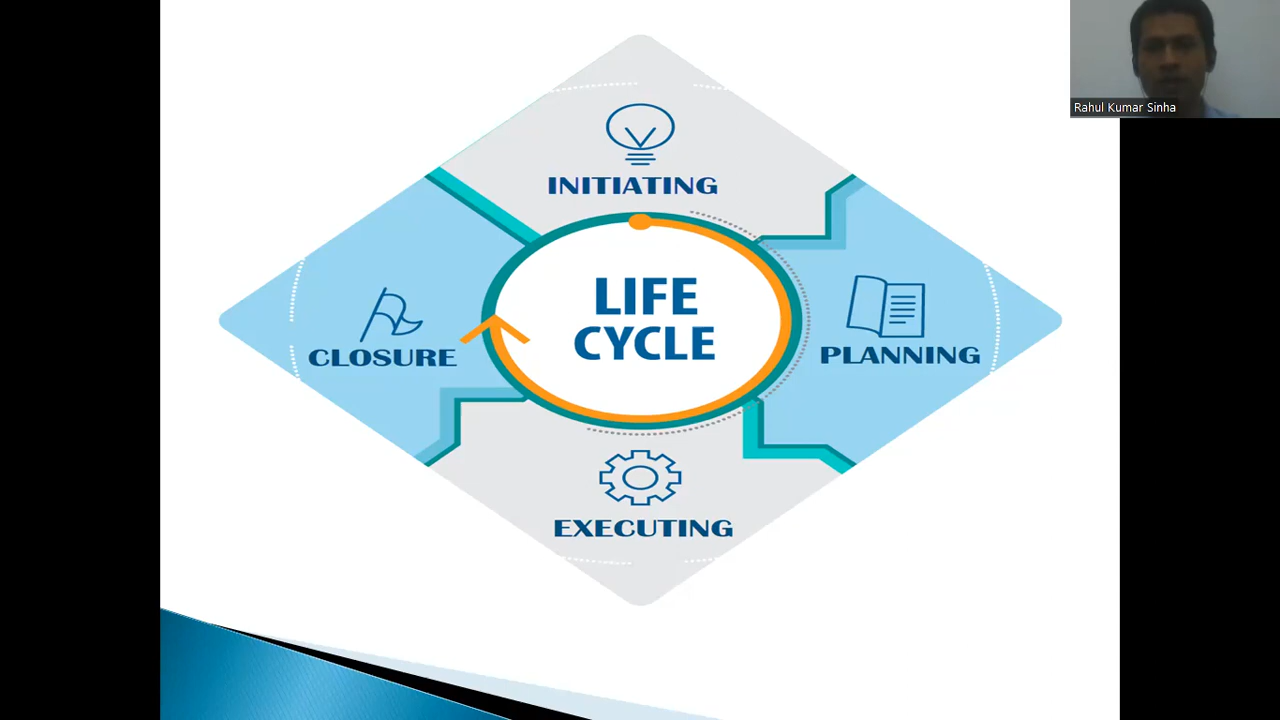 Rahul Kumar Sinha
INITIATING
LIFE
CYCLE
CLOSURE
PLANNING
EXECUTING